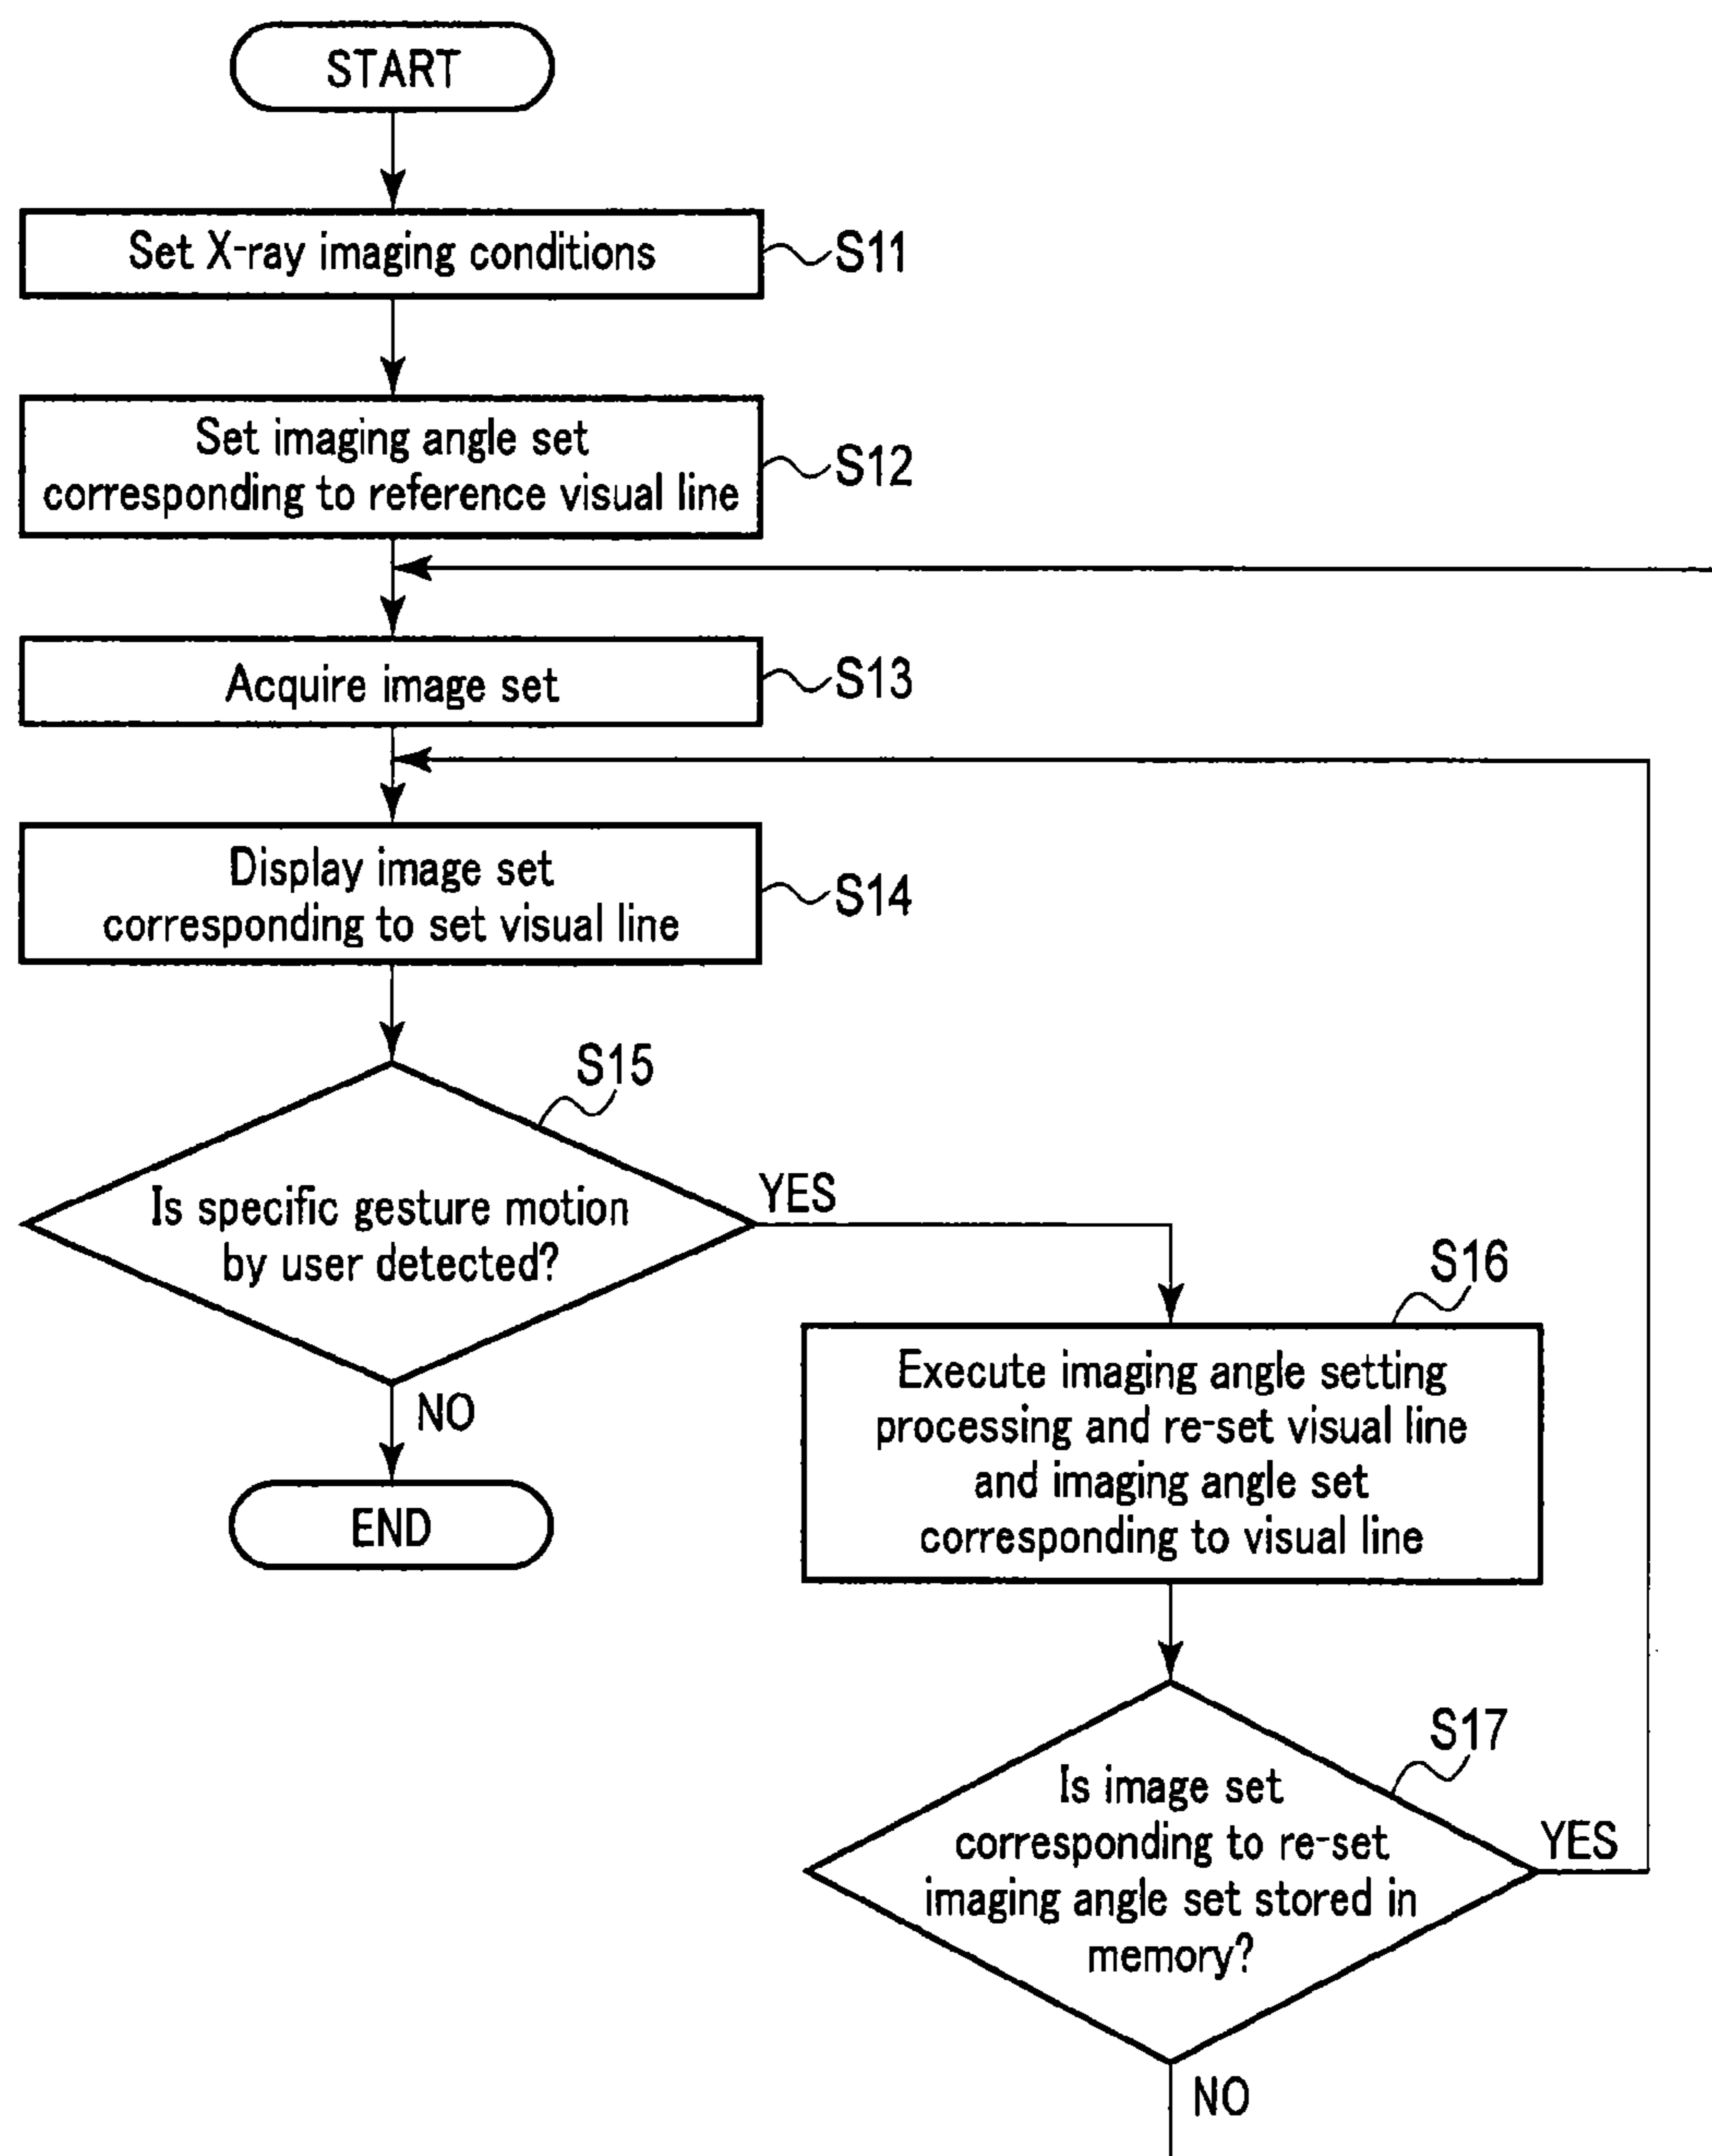 START
Set X-ray imaging conditions
S11
Set imaging angle set
corresponding to reference visual line
S12
Acquire image set
S13
Display image set
corresponding to set visual line
S14
S15
Is specific gesture motion
by user detected?
YES
NO
END
S16
Execute imaging angle setting
processing and re-set visual line
and imaging angle set
corresponding to visual line
S17
Is image set
corresponding to re-set
imaging angle set stored in
memory?
YES
NO